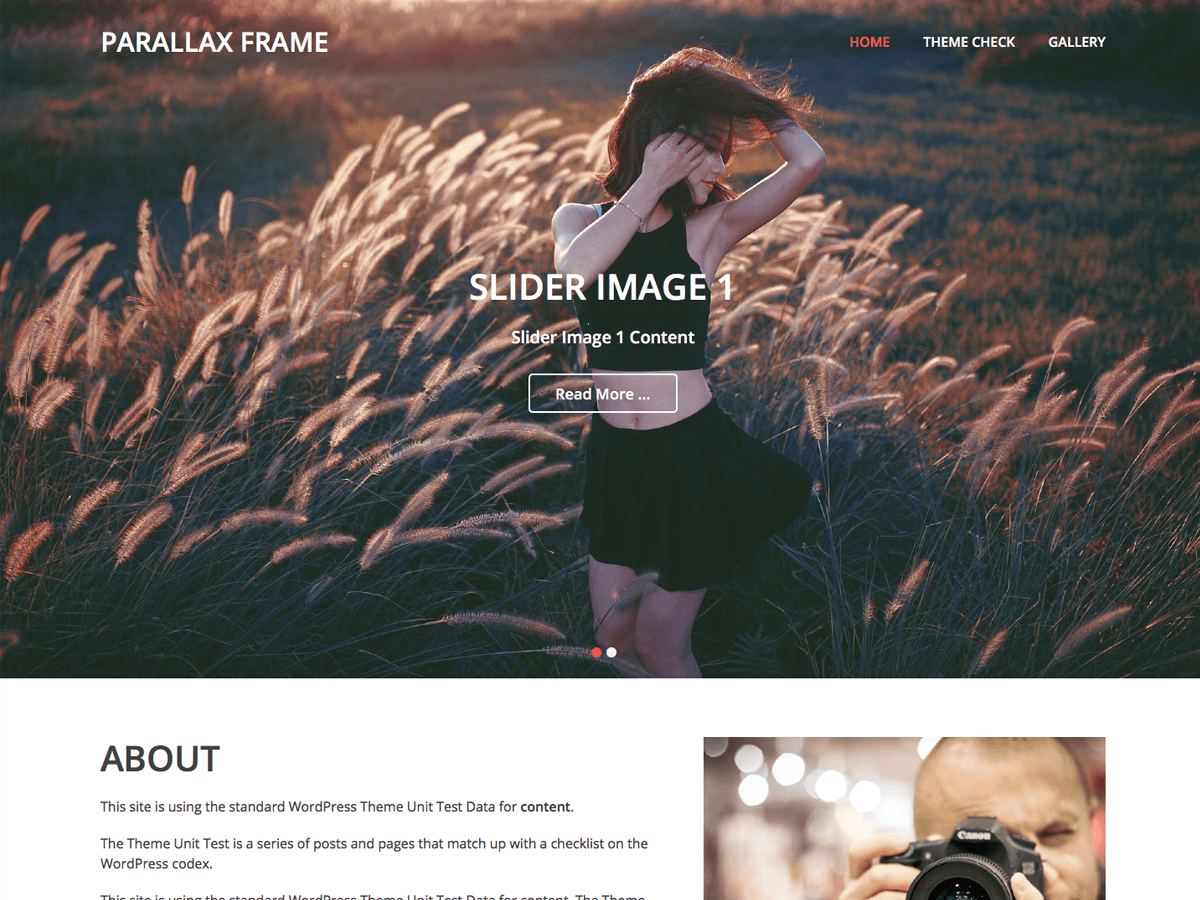 PARALLAX FRAME
HOME THEME CHECK GALLERY
SLIDER IMAGE 1
Slider Image 1 Content
Read More ...
ABOUT
This site is using the standard WordPress Theme Unit Test Data for content.
The Theme Unit Test is a series of posts and pages that match up with a checklist on the
WordPress codex.
This site is using the standard WordPress Theme Unit Test Data for content. The Theme
Canon